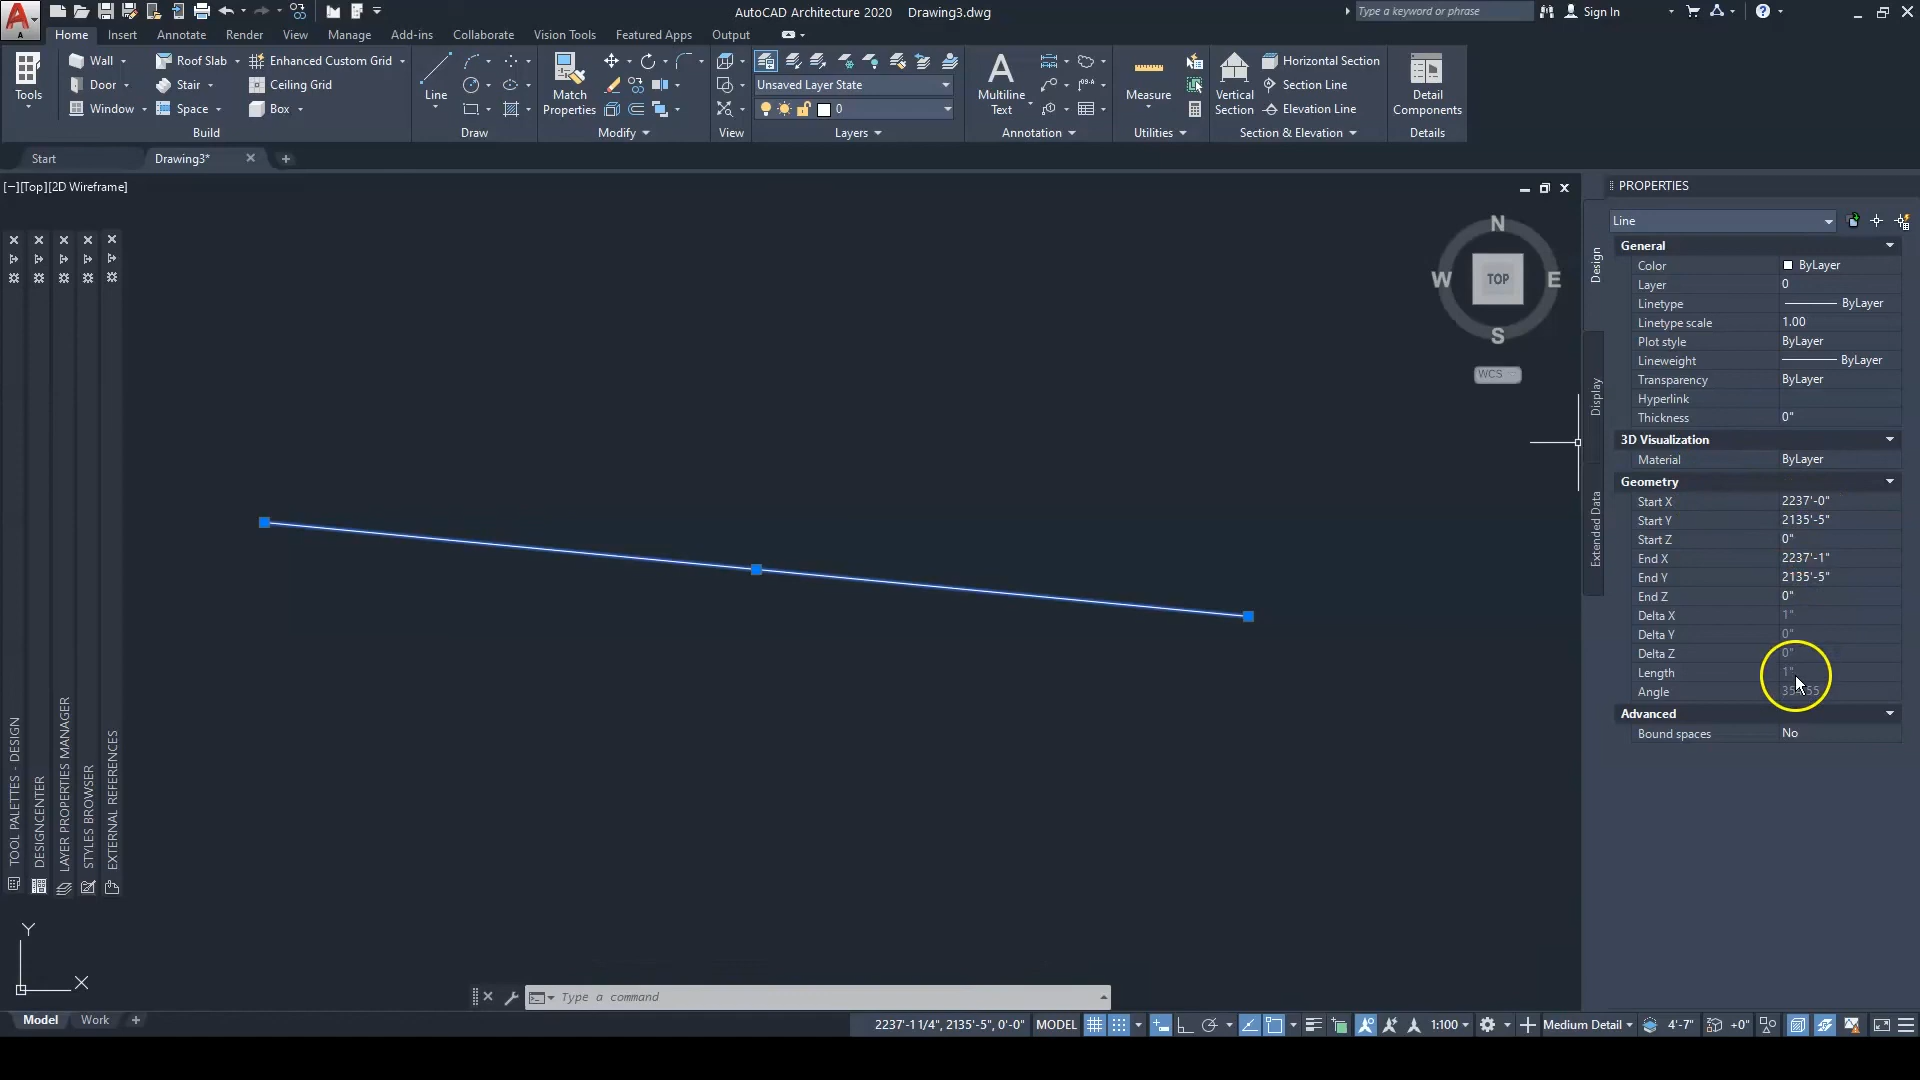 AutoCAD Architecture 2020 Drawing3.dwg
Type a keyword or phrase
Sign In
A
Home Insert Annotate Render View Manage Add-ins Collaborate Vision Tools Featured Apps Output
Tools
Wall
Door
Window
Roof Slab
Stair
Space
Enhanced Custom Grid
Ceiling Grid
Box
Build
Line
Draw
Match
Properties
Modify
View
Unsaved Layer State
0
Layers
Multiline
Text
Annotation
Measure
Utilities
Vertical
Section
Horizontal Section
Section Line
Elevation Line
Section & Elevation
Detail
Components
Details
Start
Drawing3*
[−][Top][2D Wireframe]
N
W
TOP
E
S
WCS
TOOL PALETTES - DESIGN
DESIGNCENTER
LAYER PROPERTIES MANAGER
STYLES BROWSER
EXTERNAL REFERENCES
Y
X
PROPERTIES
Design
Display
Extended Data
Line
General
Color ByLayer
Layer 0
Linetype ByLayer
Linetype scale 1.00
Plot style ByLayer
Lineweight ByLayer
Transparency ByLayer
Hyperlink
Thickness 0"
3D Visualization
Material ByLayer
Geometry
Start X 2237'-0"
Start Y 2135'-5"
Start Z 0"
End X 2237'-1"
End Y 2135'-5"
End Z 0"
Delta X 1"
Delta Y 0"
Delta Z 0"
Length 1"
Angle
Advanced
Bound spaces No
Type a command
Model Work
2237'-1 1/4", 2135'-5", 0'-0" MODEL
1:100
Medium Detail
4'-7"
+0"